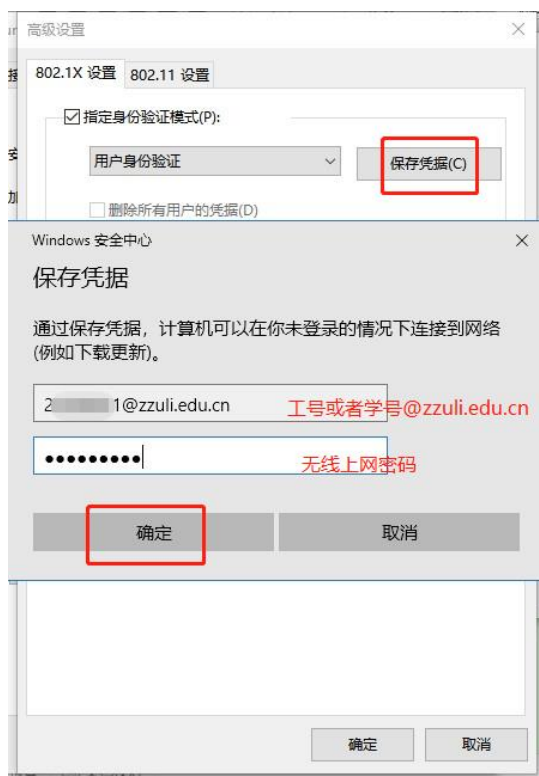 高级设置
802.1X 设置 802.11 设置
指定身份验证模式(P):
用户身份验证 保存凭据(C)
删除所有用户的凭据(D)
Windows 安全中心
保存凭据
通过保存凭据，计算机可以在你未登录的情况下连接到网络
(例如下载更新)。
2 1@zzuli.edu.cn 工号或者学号@zzuli.edu.cn
●●●●●●●●● 无线上网密码
确定 取消
确定 取消